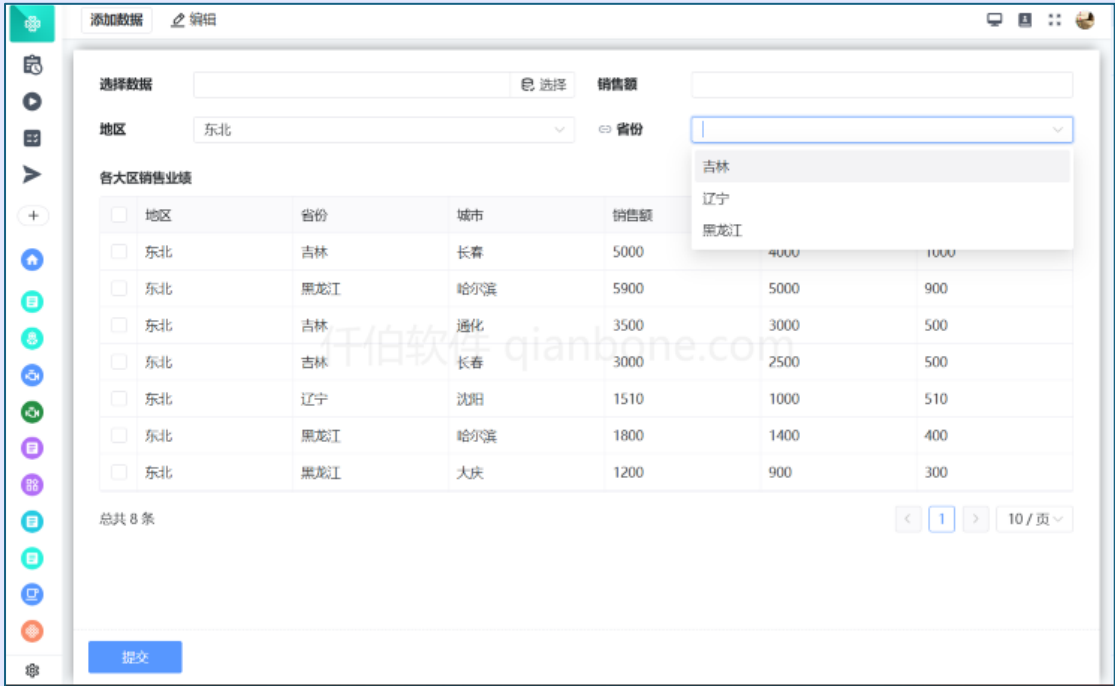 添加数据 编辑
选择数据 选择 销售额
地区 东北 省份
吉林
辽宁
黑龙江
各大区销售业绩
地区 省份 城市 销售额
东北 吉林 长春 5000 4000 1000
东北 黑龙江 哈尔滨 5900 5000 900
东北 吉林 通化 3500 3000 500
仟伯软件 qianbone.com
东北 吉林 长春 3000 2500 500
东北 辽宁 沈阳 1510 1000 510
东北 黑龙江 哈尔滨 1800 1400 400
东北 黑龙江 大庆 1200 900 300
总共 8 条 1 10 / 页
提交